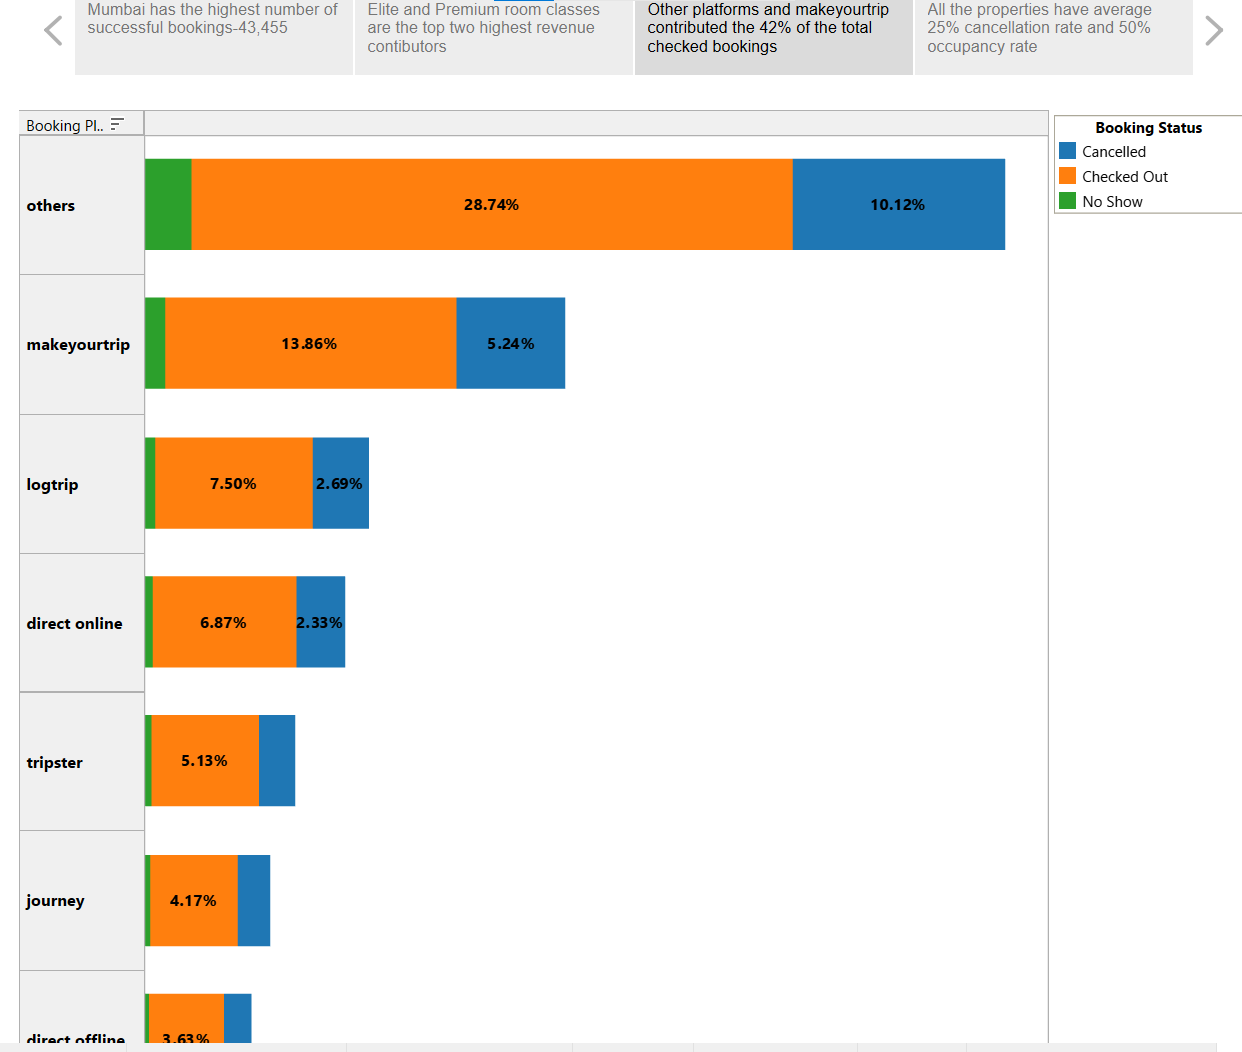 Mumbai has the highest number of
successful bookings-43,455
Elite and Premium room classes
are the top two highest revenue
contibutors
Other platforms and makeyourtrip
contributed the 42% of the total
checked bookings
All the properties have average
25% cancellation rate and 50%
occupancy rate
Booking Pl..
Booking Status
Cancelled
Checked Out
No Show
others
28.74%
10.12%
makeyourtrip
13.86%
5.24%
logtrip
7.50%
2.69%
direct online
6.87%
2.33%
tripster
5.13%
journey
4.17%
direct offline
3.63%